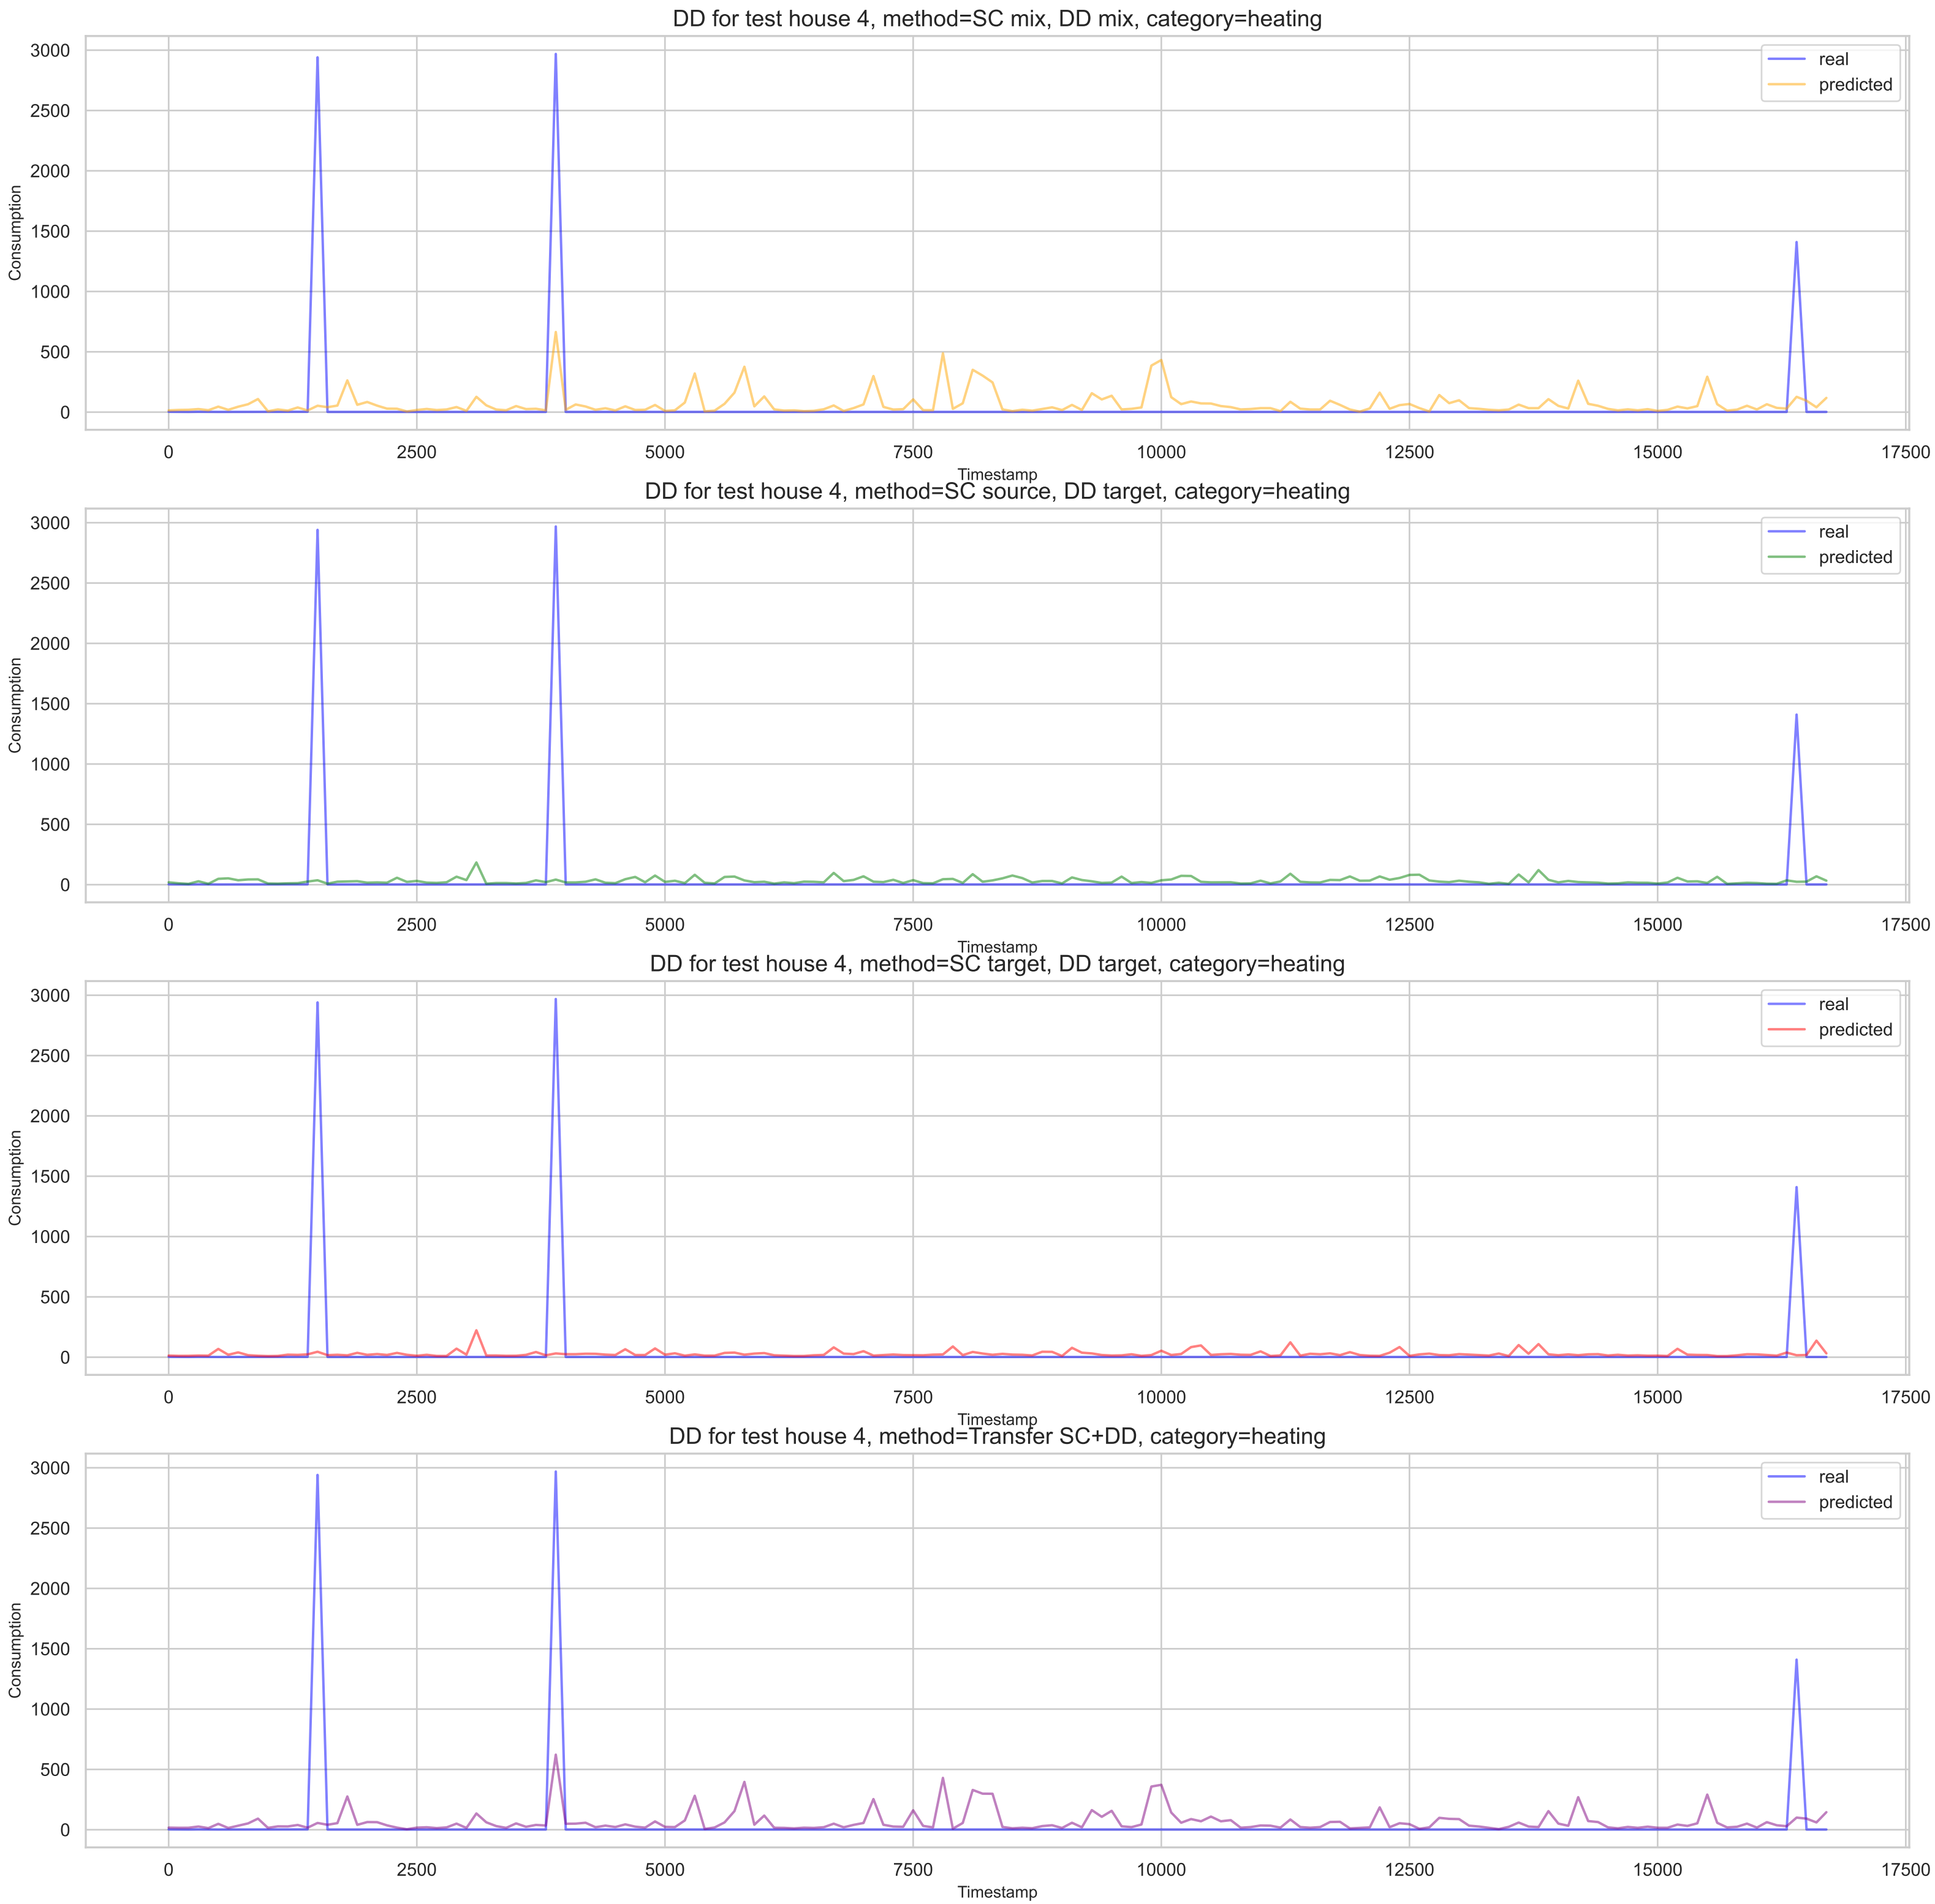 DD for test house 4, method=SC mix, DD mix, category=heating
3000
2500
2000
1500
1000
500
0
Consumption
real
predicted
0 2500 5000 7500 10000 12500 15000 17500
Timestamp
DD for test house 4, method=SC source, DD target, category=heating
3000
2500
2000
1500
1000
500
0
Consumption
real
predicted
0 2500 5000 7500 10000 12500 15000 17500
Timestamp
DD for test house 4, method=SC target, DD target, category=heating
3000
2500
2000
1500
1000
500
0
Consumption
real
predicted
0 2500 5000 7500 10000 12500 15000 17500
Timestamp
DD for test house 4, method=Transfer SC+DD, category=heating
3000
2500
2000
1500
1000
500
0
Consumption
real
predicted
0 2500 5000 7500 10000 12500 15000 17500
Timestamp